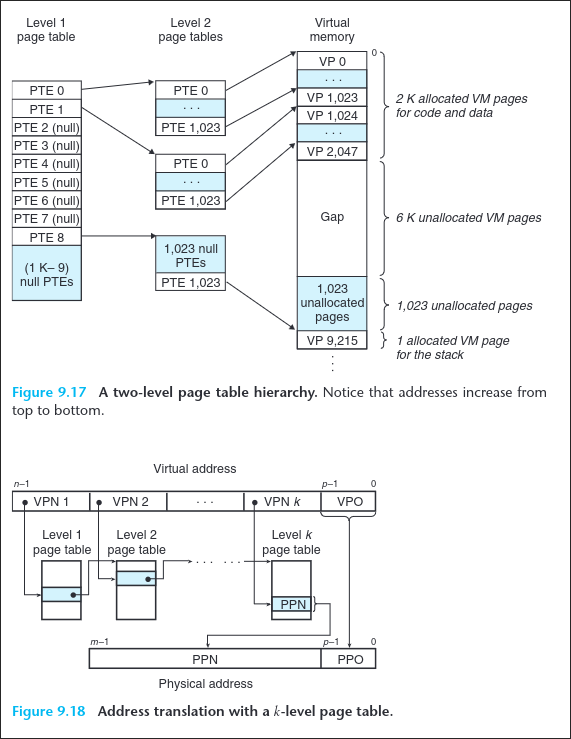 Level 1
page table
Level 2
page tables
Virtual
memory
PTE 0
PTE 1
PTE 2 (null)
PTE 3 (null)
PTE 4 (null)
PTE 5 (null)
PTE 6 (null)
PTE 7 (null)
PTE 8
(1 K– 9)
null PTEs
PTE 0
. . .
PTE 1,023
PTE 0
. . .
PTE 1,023
1,023 null
PTEs
PTE 1,023
0
VP 0
. . .
VP 1,023
VP 1,024
. . .
VP 2,047
Gap
1,023
unallocated
pages
VP 9,215
. . .
2 K allocated VM pages
for code and data
6 K unallocated VM pages
1,023 unallocated pages
1 allocated VM page
for the stack
Figure 9.17 A two-level page table hierarchy. Notice that addresses increase from
top to bottom.
Virtual address
n–1 p–1 0
VPN 1 VPN 2 . . . VPN k VPO
Level 1
page table
Level 2
page table
. . . . . .
Level k
page table
PPN
m–1 p–1 0
PPN PPO
Physical address
Figure 9.18 Address translation with a k-level page table.